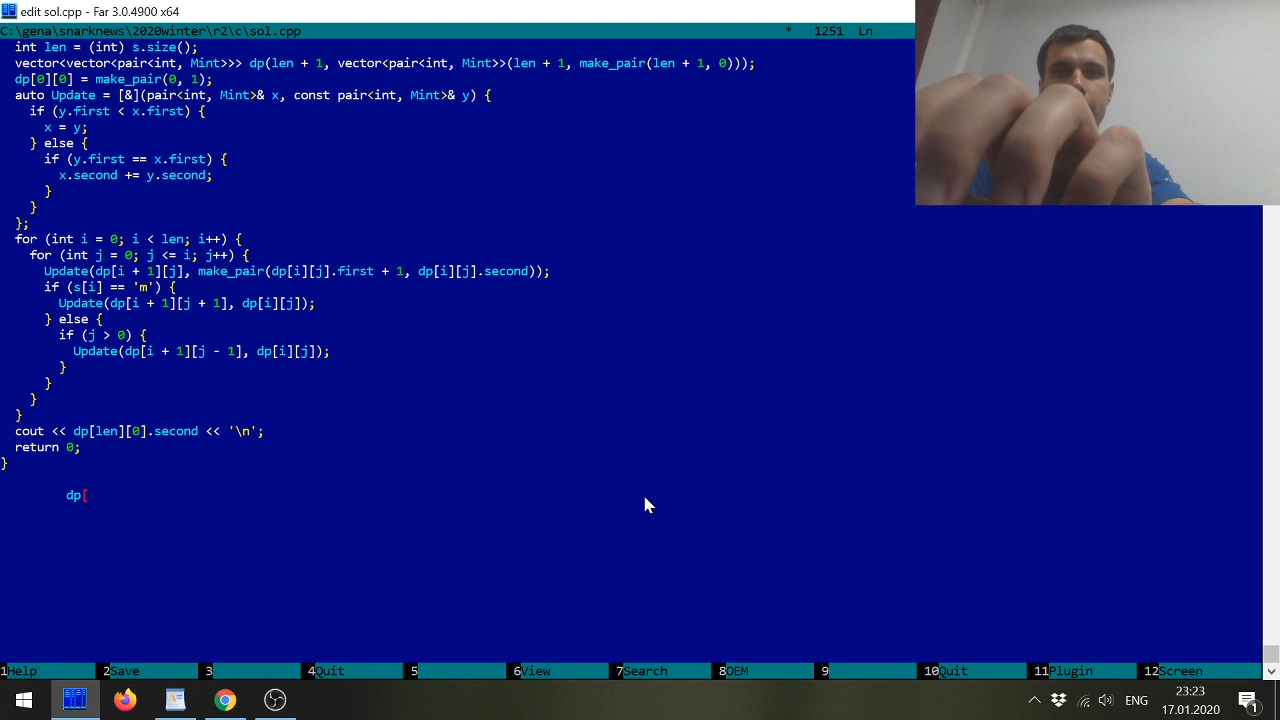 edit sol.cpp - Far 3.0.4900 x64
C:\gena\snarknews\2020winter\r2\c\sol.cpp * 1251 Ln
int len = (int) s.size();
vector<vector<pair<int, Mint>>> dp(len + 1, vector<pair<int, Mint>>(len + 1, make_pair(len + 1, 0)));
dp[0][0] = make_pair(0, 1);
auto Update = [&](pair<int, Mint>& x, const pair<int, Mint>& y) {
if (y.first < x.first) {
x = y;
} else {
if (y.first == x.first) {
x.second += y.second;
}
}
};
for (int i = 0; i < len; i++) {
for (int j = 0; j <= i; j++) {
Update(dp[i + 1][j], make_pair(dp[i][j].first + 1, dp[i][j].second));
if (s[i] == 'm') {
Update(dp[i + 1][j + 1], dp[i][j]);
} else {
if (j > 0) {
Update(dp[i + 1][j - 1], dp[i][j]);
}
}
}
}
cout << dp[len][0].second << '\n';
return 0;
}
dp[
1Help 2Save 3 4Quit 5 6View 7Search 8OEM 9 10Quit 11Plugin 12Screen
ENG
23:23
17.01.2020
1